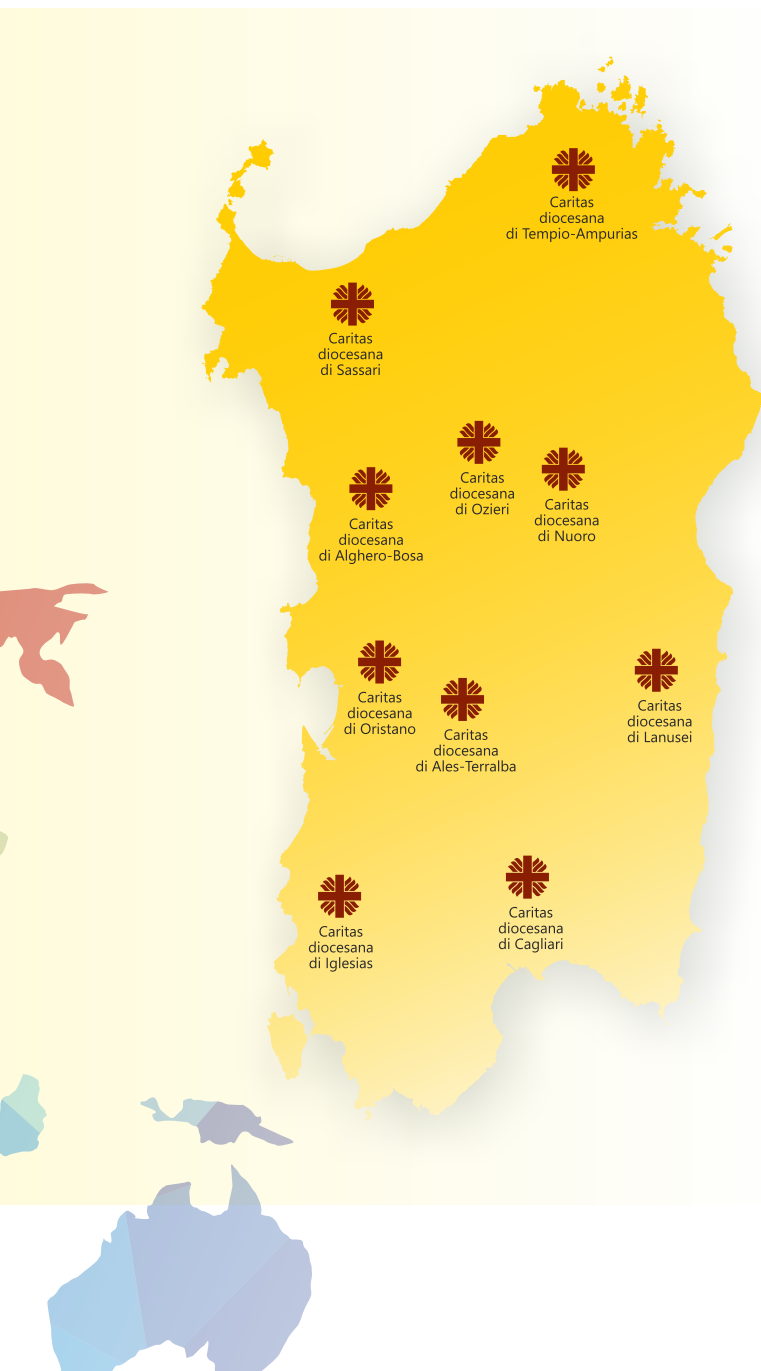 Caritas
diocesana
di Tempio-Ampurias
Caritas
diocesana
di Sassari
Caritas
diocesana
di Ozieri
Caritas
diocesana
di Nuoro
Caritas
diocesana
di Alghero-Bosa
Caritas
diocesana
di Oristano
Caritas
diocesana
di Ales-Terralba
Caritas
diocesana
di Lanusei
Caritas
diocesana
di Cagliari
Caritas
diocesana
di Iglesias